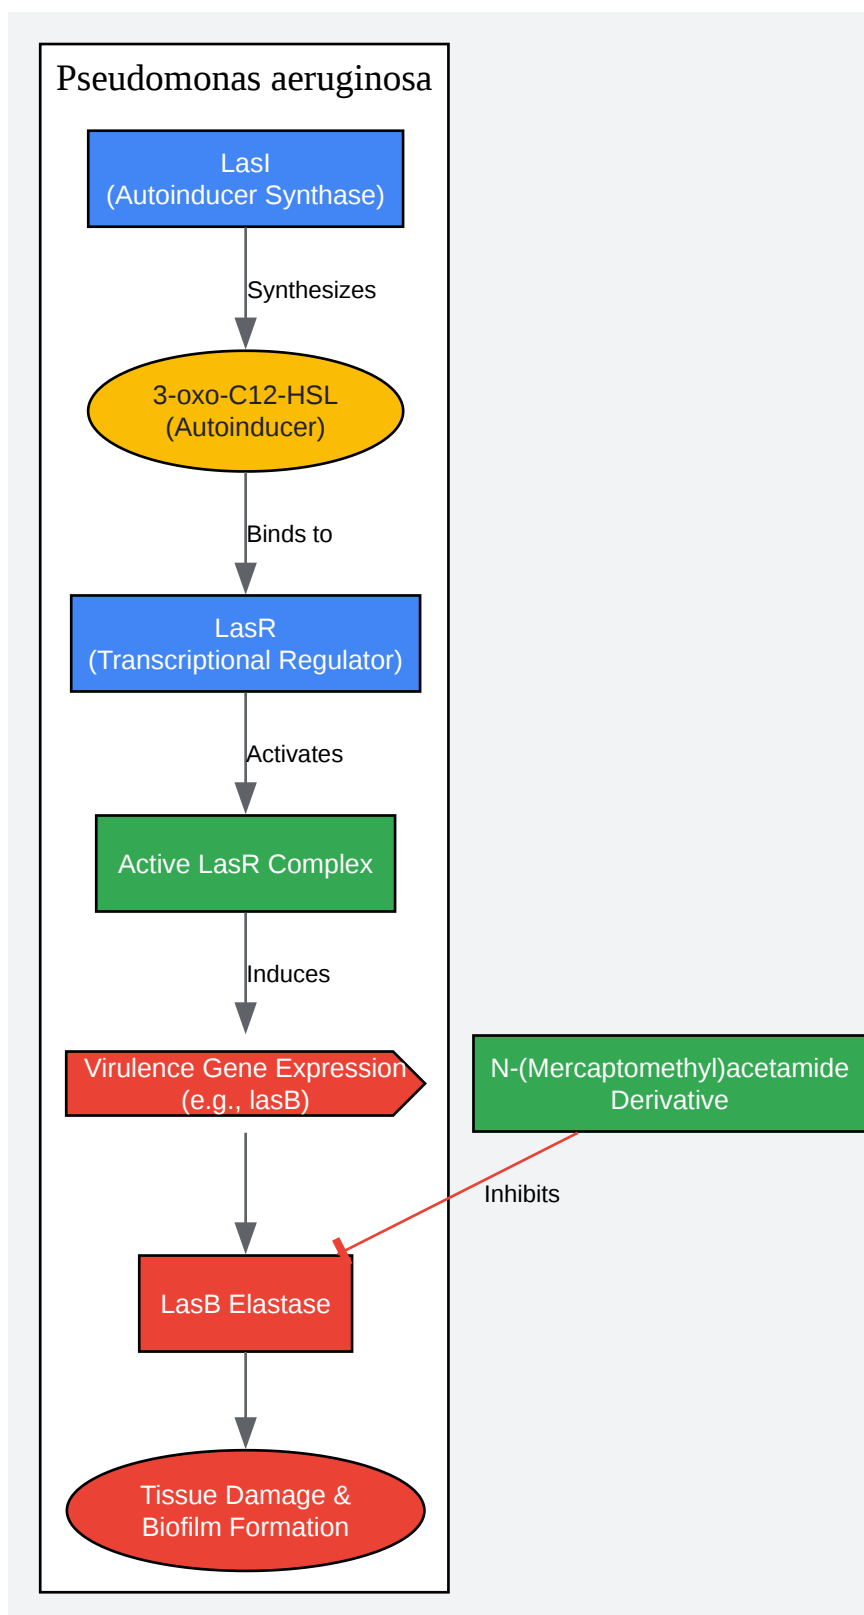 Pseudomonas aeruginosa
LasI
(Autoinducer Synthase)
Synthesizes
3-oxo-C12-HSL
(Autoinducer)
Binds to
LasR
(Transcriptional Regulator)
Activates
Active LasR Complex
Induces
Virulence Gene Expression
(e.g., lasB)
N-(Mercaptomethyl)acetamide
Derivative
Inhibits
LasB Elastase
Tissue Damage &
Biofilm Formation